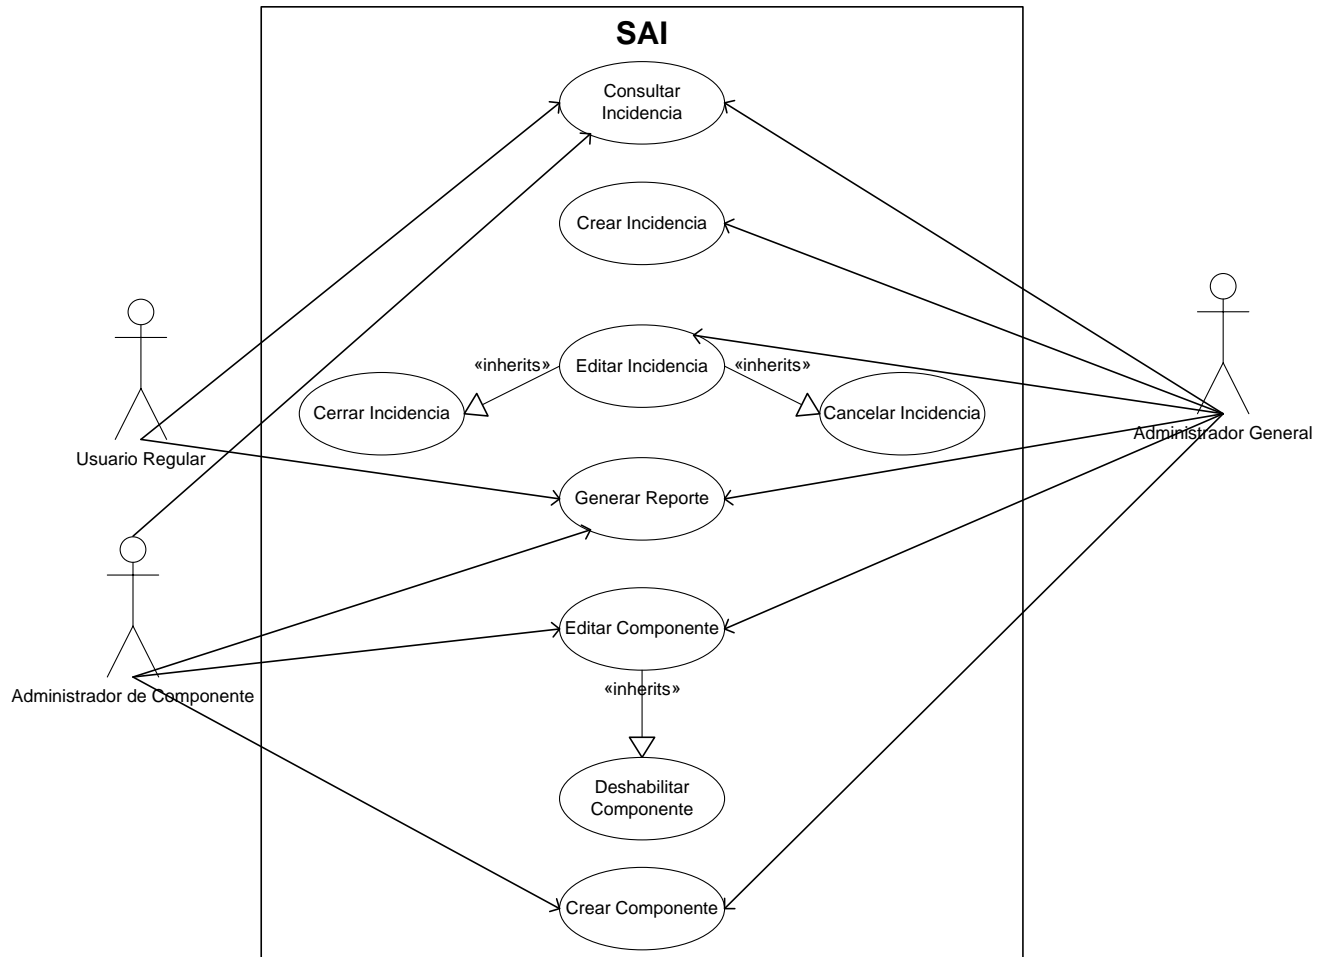 SAI
Consultar
Incidencia
Crear Incidencia
«inherits»
Editar Incidencia
«inherits»
Cerrar Incidencia
Cancelar Incidencia
Administrador General
Usuario Regular
Generar Reporte
Editar Componente
Administrador de Componente
«inherits»
Deshabilitar
Componente
Crear Componente